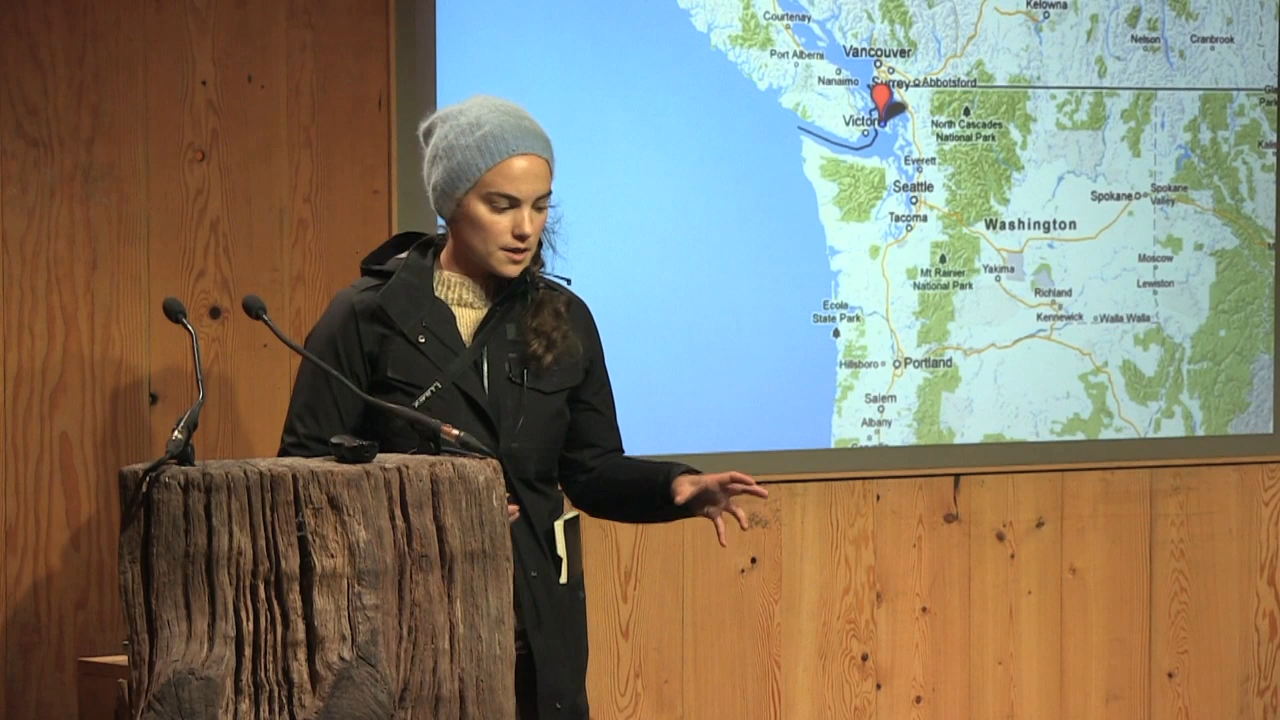 Kelowna
Courtenay
Nelson
Cranbrook
Port Alberni
Vancouver
Nanaimo
Surrey
Abbotsford
Victor
North Cascades
National Park
Everett
Seattle
Spokane
Spokane
Valley
Tacoma
Washington
Moscow
Mt Rainier
National Park
Yakima
Lewiston
Richland
Ecola
State Park
Kennewick
Walla Walla
Hillsboro
Portland
Salem
Albany